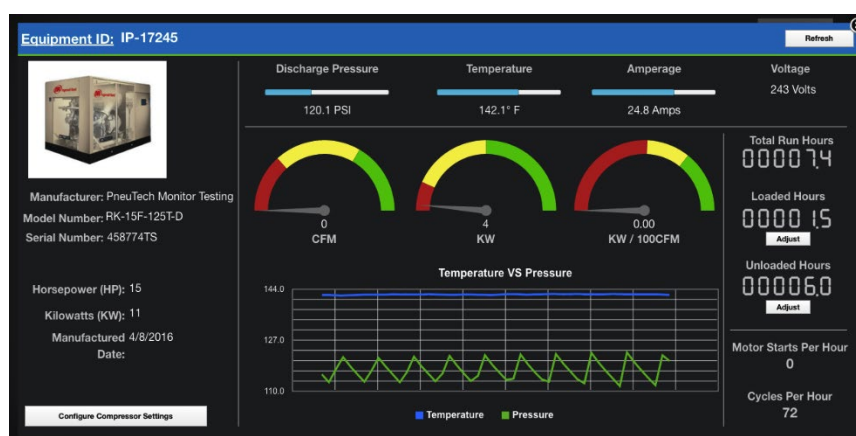 Equipment ID: IP-17245
Refresh
Manufacturer: PneuTech Monitor Testing
Model Number: RK-15F-125T-D
Serial Number: 458774TS
Horsepower (HP): 15
Kilowatts (KW): 11
Manufactured 4/8/2016
Date:
Configure Compressor Settings
Discharge Pressure
120.1 PSI
Temperature
142.1° F
Amperage
24.8 Amps
Voltage
243 Volts
0
CFM
4
KW
0.00
KW / 100CFM
Temperature VS Pressure
144.0
127.0
110.0
Temperature
Pressure
Total Run Hours
00007.4
Loaded Hours
00001.5
Adjust
Unloaded Hours
00006.0
Adjust
Motor Starts Per Hour
0
Cycles Per Hour
72